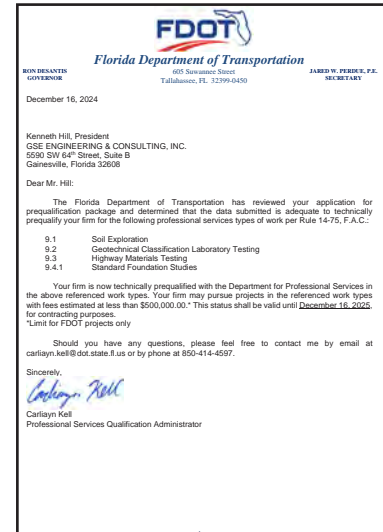 FDOT
Florida Department of Transportation
RON DESANTIS
GOVERNOR
605 Suwannee Street
Tallahassee, FL 32399-0450
JARED W. PERDUE, P.E.
SECRETARY
December 16, 2024
Kenneth Hill, President
GSE ENGINEERING & CONSULTING, INC.
5590 SW 64th Street, Suite B
Gainesville, Florida 32608
Dear Mr. Hill:
The Florida Department of Transportation has reviewed your application for
prequalification package and determined that the data submitted is adequate to technically
prequalify your firm for the following professional services types of work per Rule 14-75, F.A.C.:
9.1 Soil Exploration
9.2 Geotechnical Classification Laboratory Testing
9.3 Highway Materials Testing
9.4.1 Standard Foundation Studies
Your firm is now technically prequalified with the Department for Professional Services in
the above referenced work types. Your firm may pursue projects in the referenced work types
with fees estimated at less than $500,000.00.* This status shall be valid until December 16, 2025,
for contracting purposes.
*Limit for FDOT projects only
Should you have any questions, please feel free to contact me by email at
carliayn.kell@dot.state.fl.us or by phone at 850-414-4597.
Sincerely,
Carliayn Kell
Carliayn Kell
Professional Services Qualification Administrator